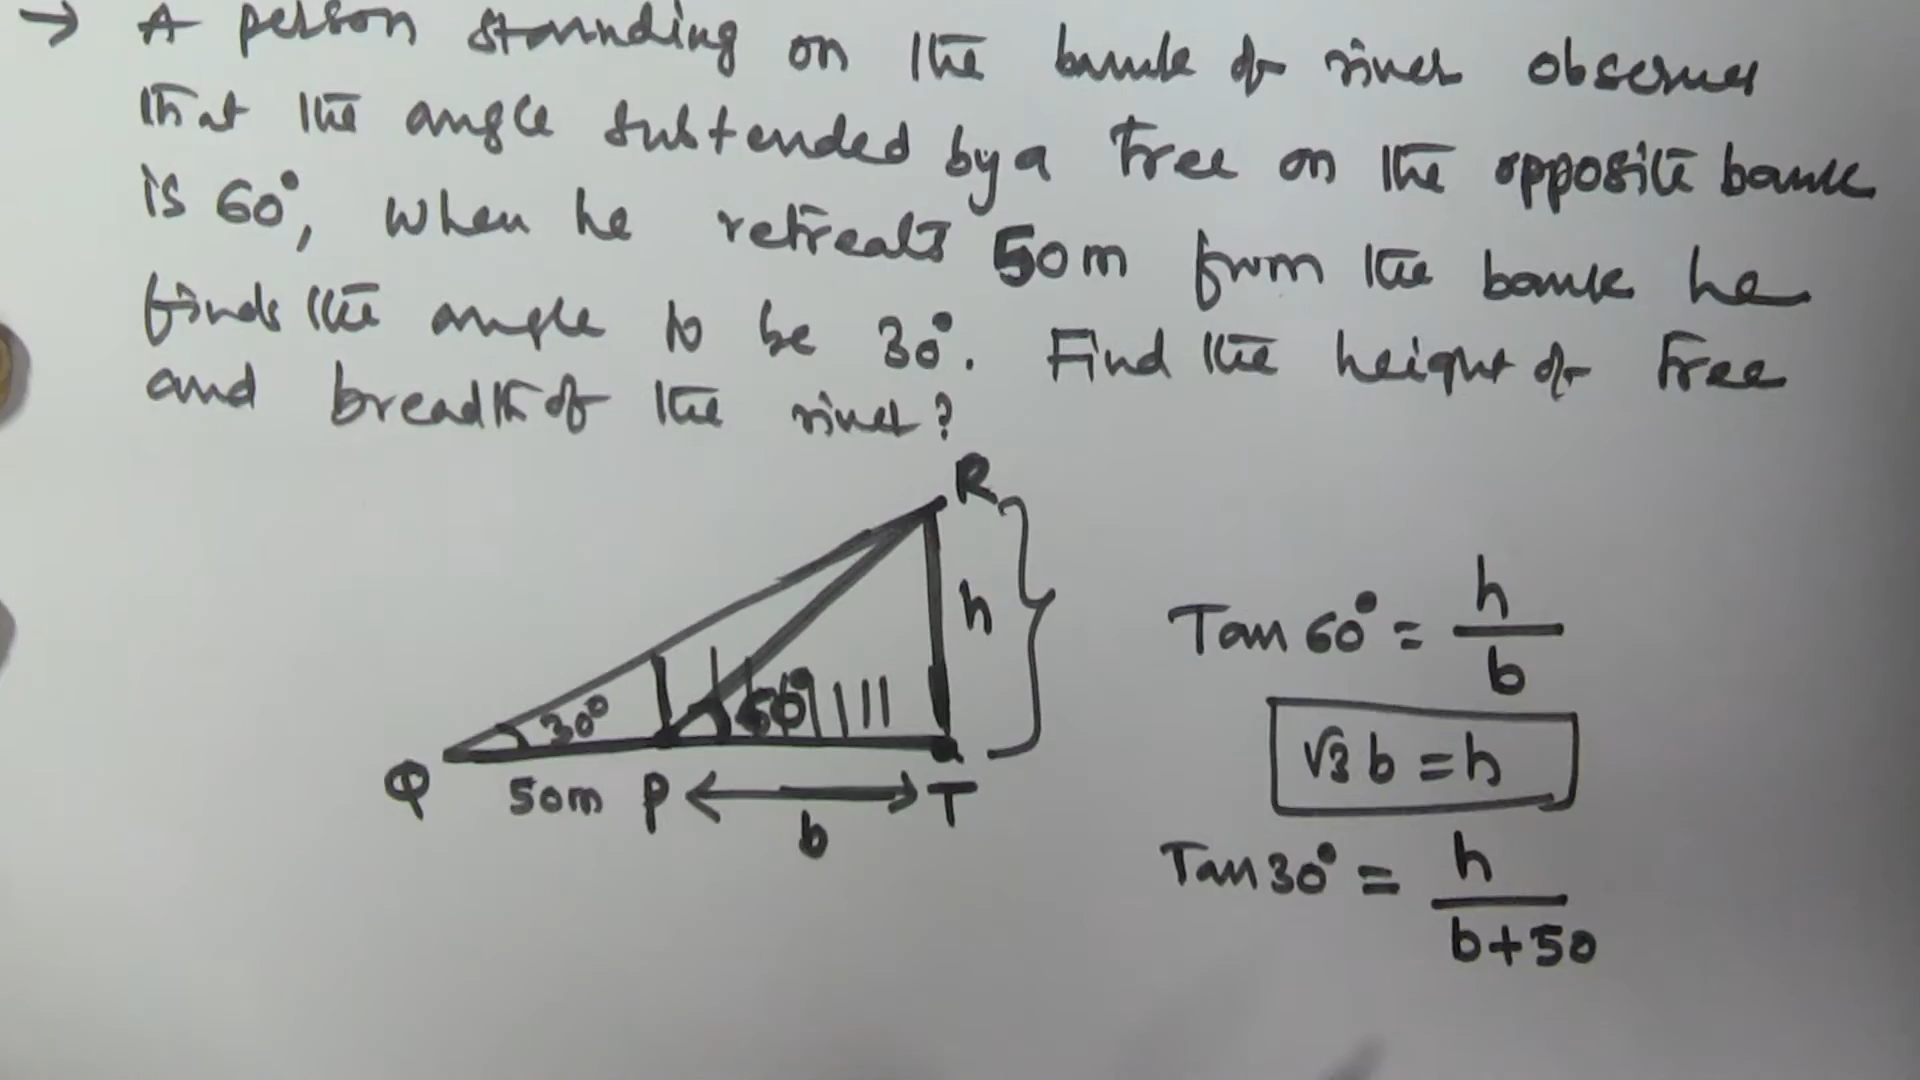 → A person standing on the bank of river observes
that the angle subtended by a tree on the opposite bank
is 60°, when he retreats 50m from the bank he
finds the angle to be 30°. Find the height of tree
and breadth of the river?
R
h
30° 60°
Q 50m P T
b
Tan 60° = h/b
√3 b = h
Tan 30° = h/b+50